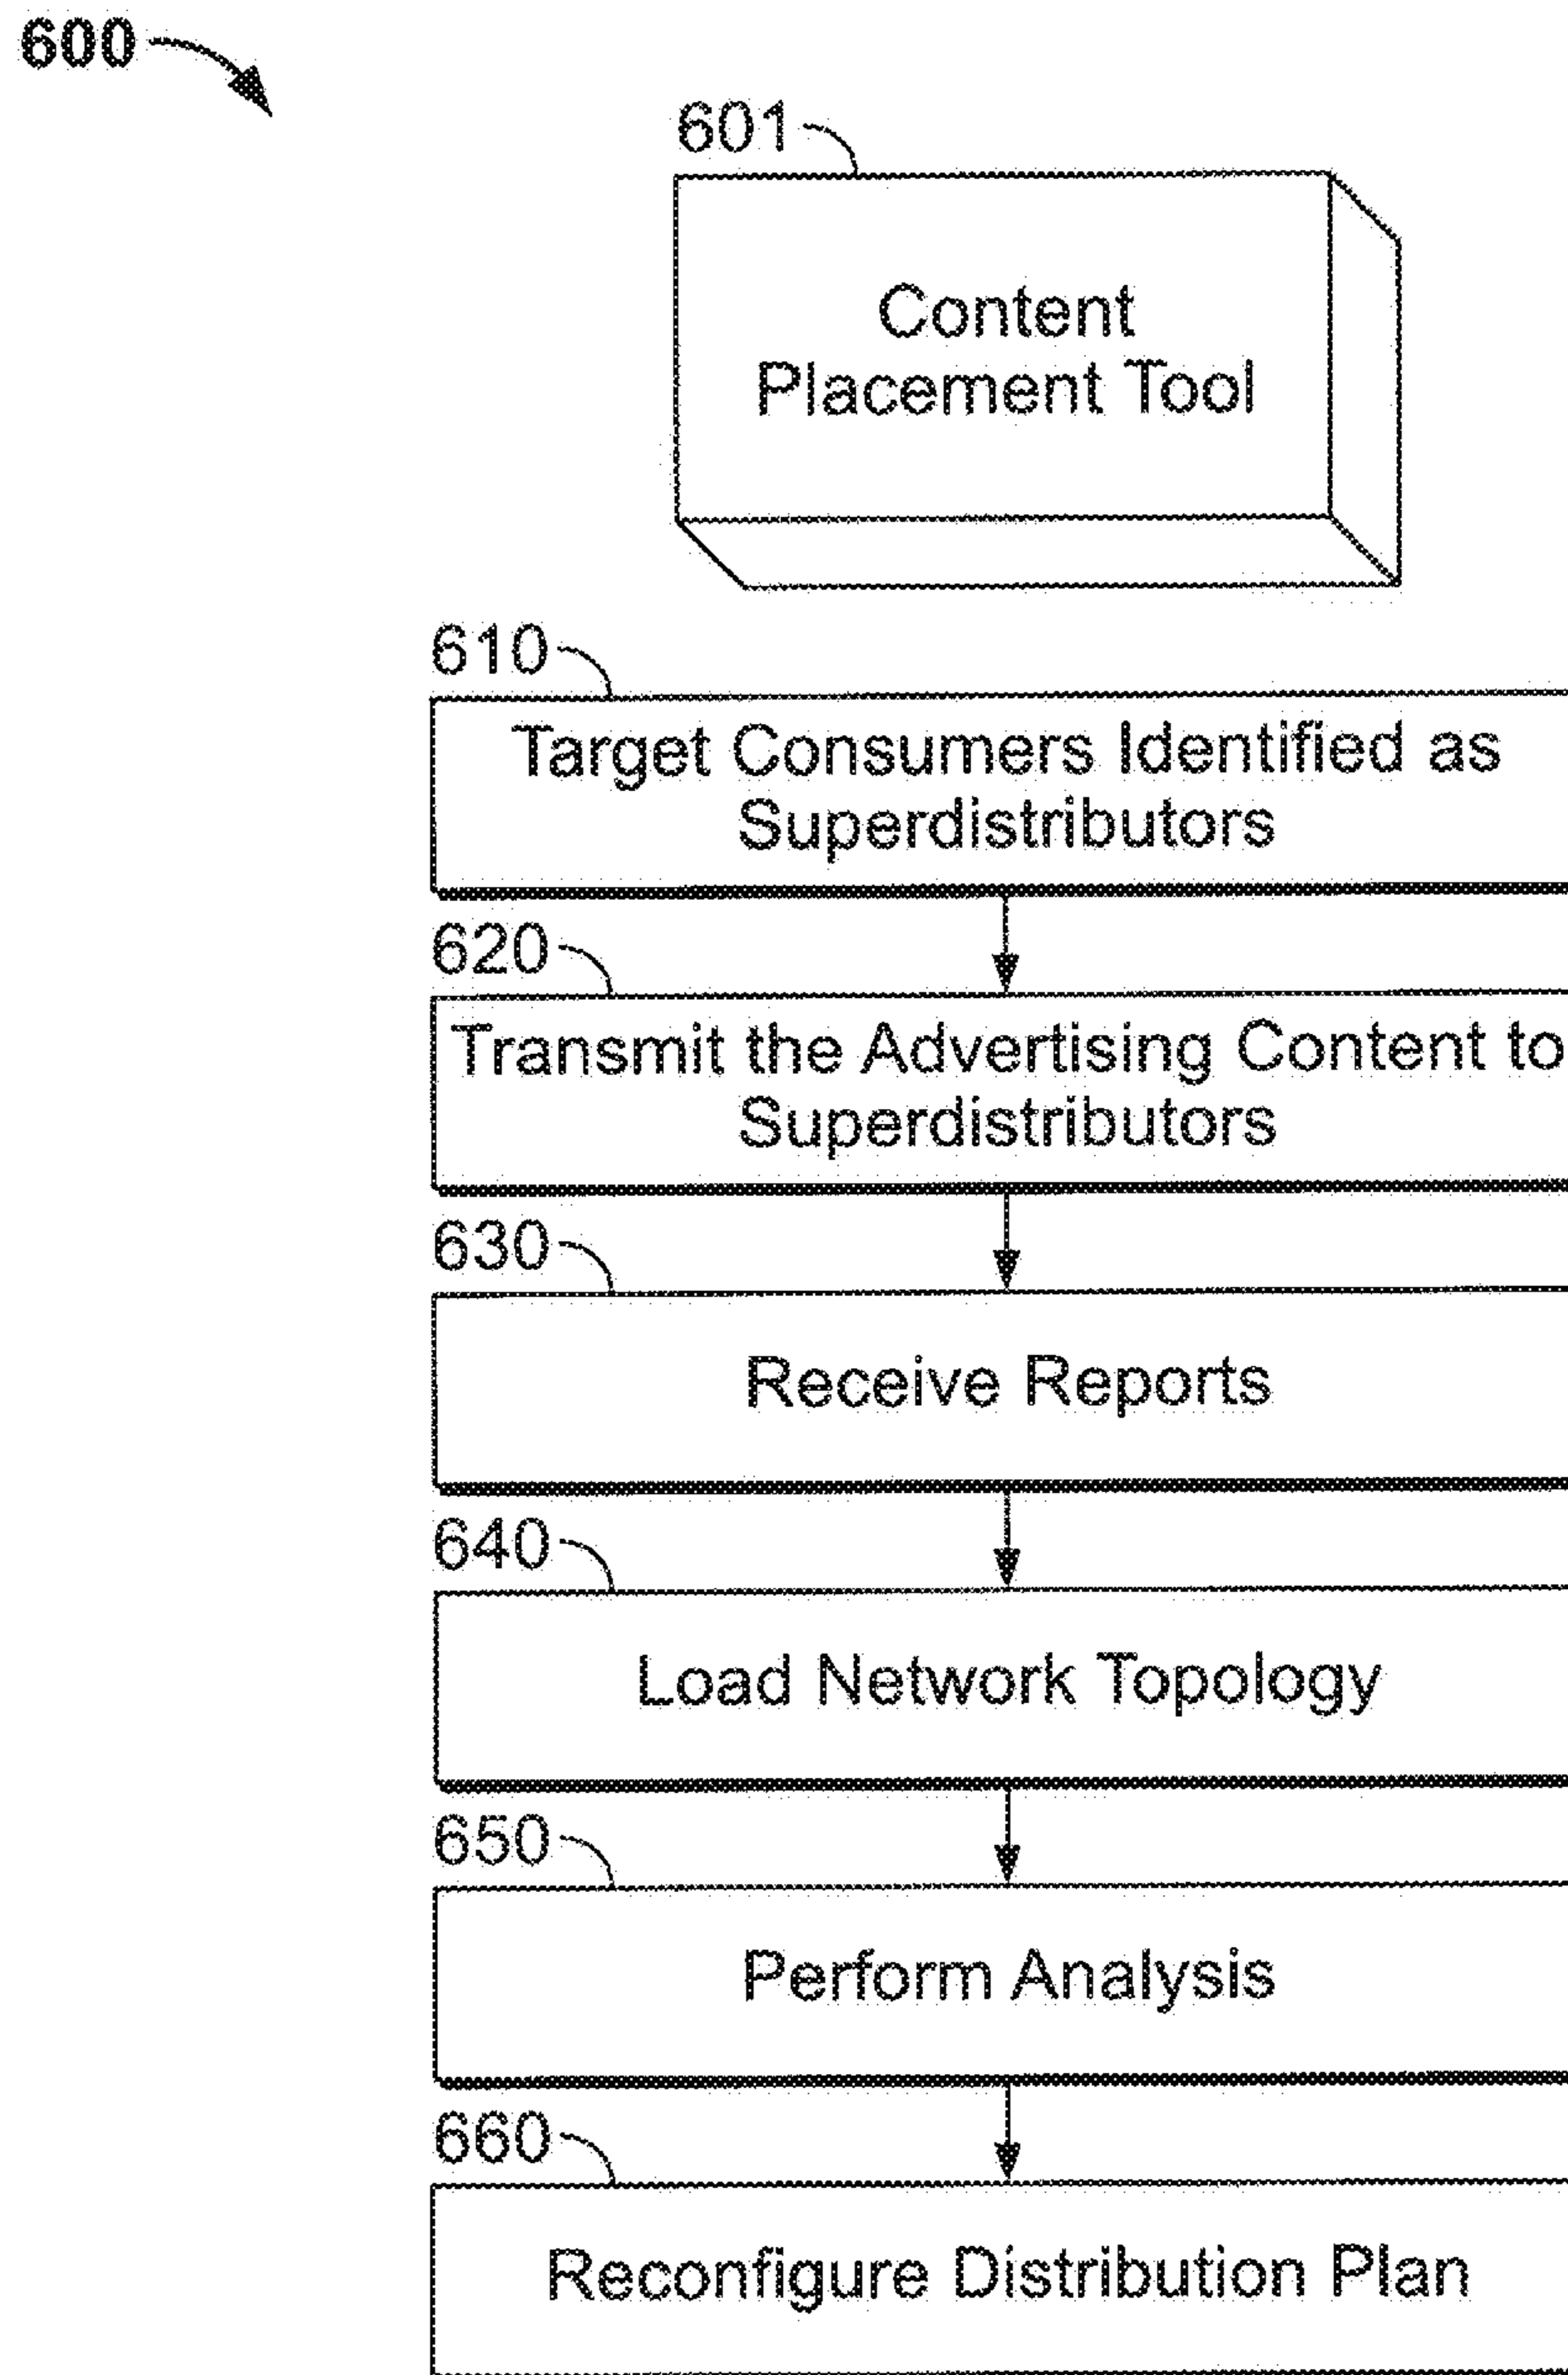 600
601
Content
Placement Tool
610
Target Consumers Identified as
Superdistributors
620
Transmit the Advertising Content to
Superdistributors
630
Receive Reports
640
Load Network Topology
650
Perform Analysis
660
Reconfigure Distribution Plan